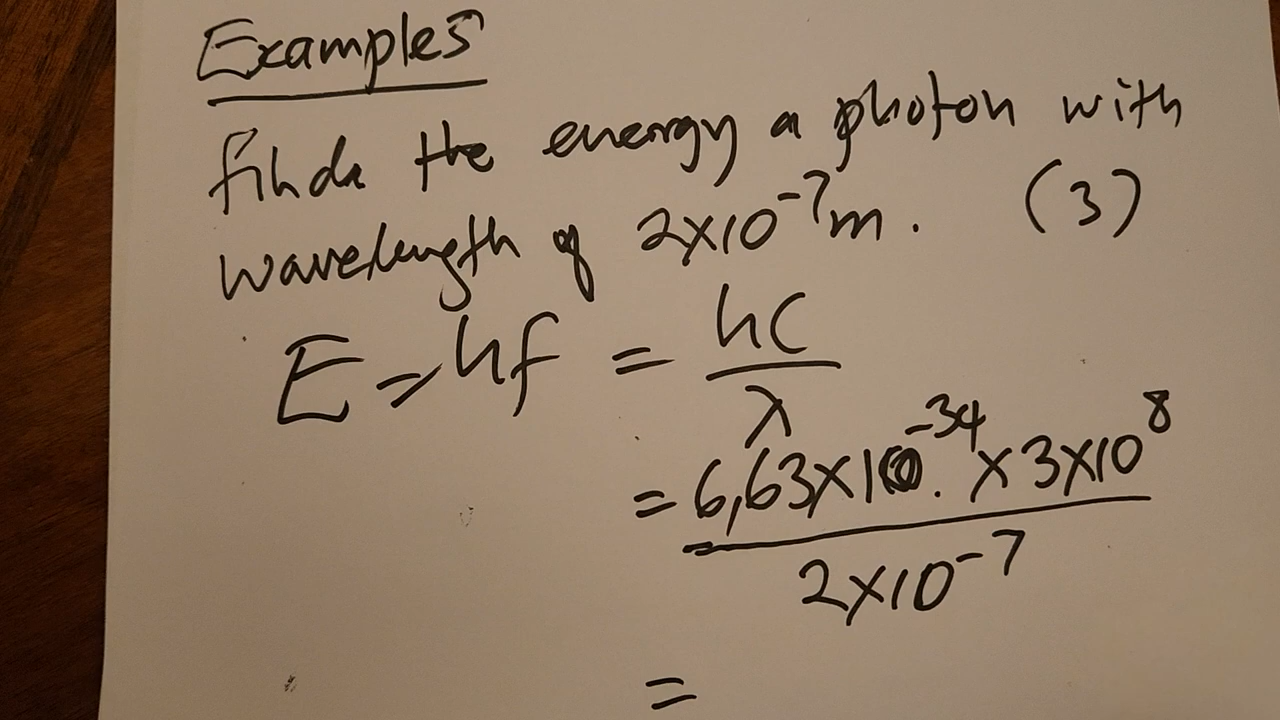 Examples
finda the energy a photon with
wavelength of 2x10⁻⁷m. (3)
E = hf = hc/λ
= 6,63x10⁻³⁴ x 3x10⁸
2x10⁻⁷
=